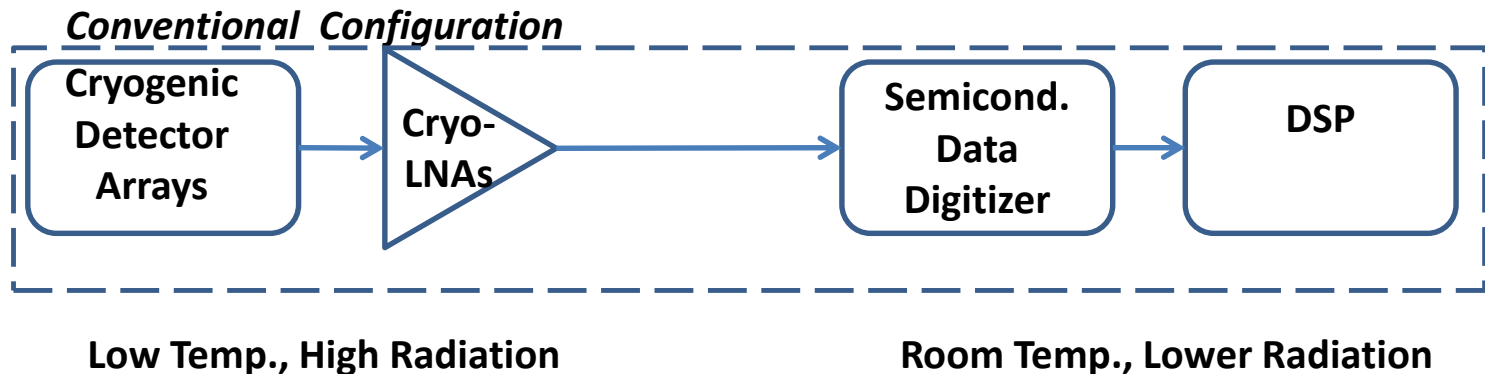 Conventional Configuration
Cryogenic
Detector
Arrays
Cryo-
LNAs
Semicond.
Data
Digitizer
DSP
Low Temp., High Radiation
Room Temp., Lower Radiation